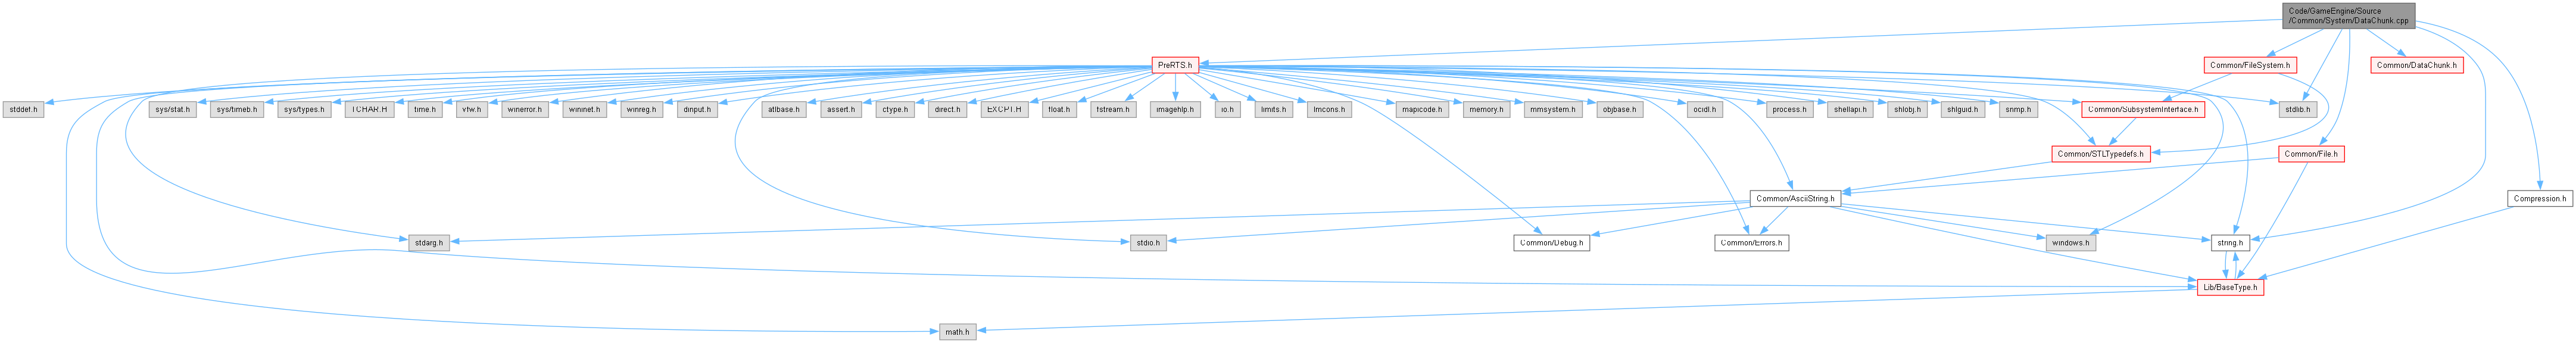 Code/GameEngine/Source
/Common/System/DataChunk.cpp
PreRTS.h
Common/FileSystem.h
Common/DataChunk.h
stddef.h
sys/stat.h
sys/timeb.h
sys/types.h
TCHAR.H
time.h
vfw.h
winerror.h
wininet.h
winreg.h
dinput.h
atlbase.h
assert.h
ctype.h
direct.h
EXCPT.H
float.h
fstream.h
imagehlp.h
io.h
limits.h
lmcons.h
mapicode.h
memory.h
mmsystem.h
objbase.h
ocidl.h
process.h
shellapi.h
shlobj.h
shlguid.h
snmp.h
Common/SubsystemInterface.h
stdlib.h
Common/STLTypedefs.h
Common/File.h
Common/AsciiString.h
Compression.h
stdarg.h
stdio.h
Common/Debug.h
Common/Errors.h
windows.h
string.h
Lib/BaseType.h
math.h